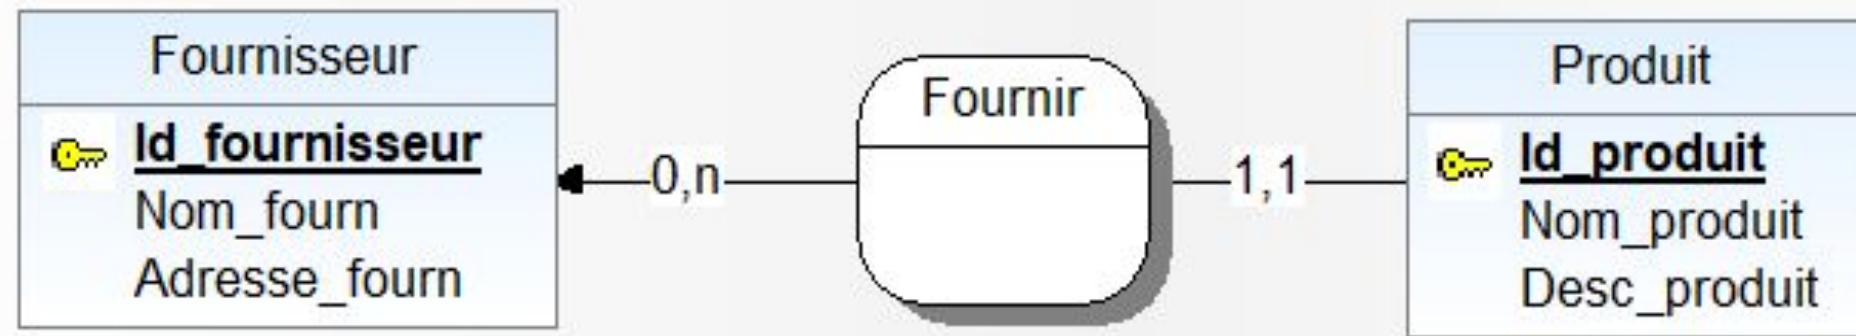 Fournisseur
Id_fournisseur
Nom_fourn
Adresse_fourn
0,n
Fournir
1,1
Produit
Id_produit
Nom_produit
Desc_produit